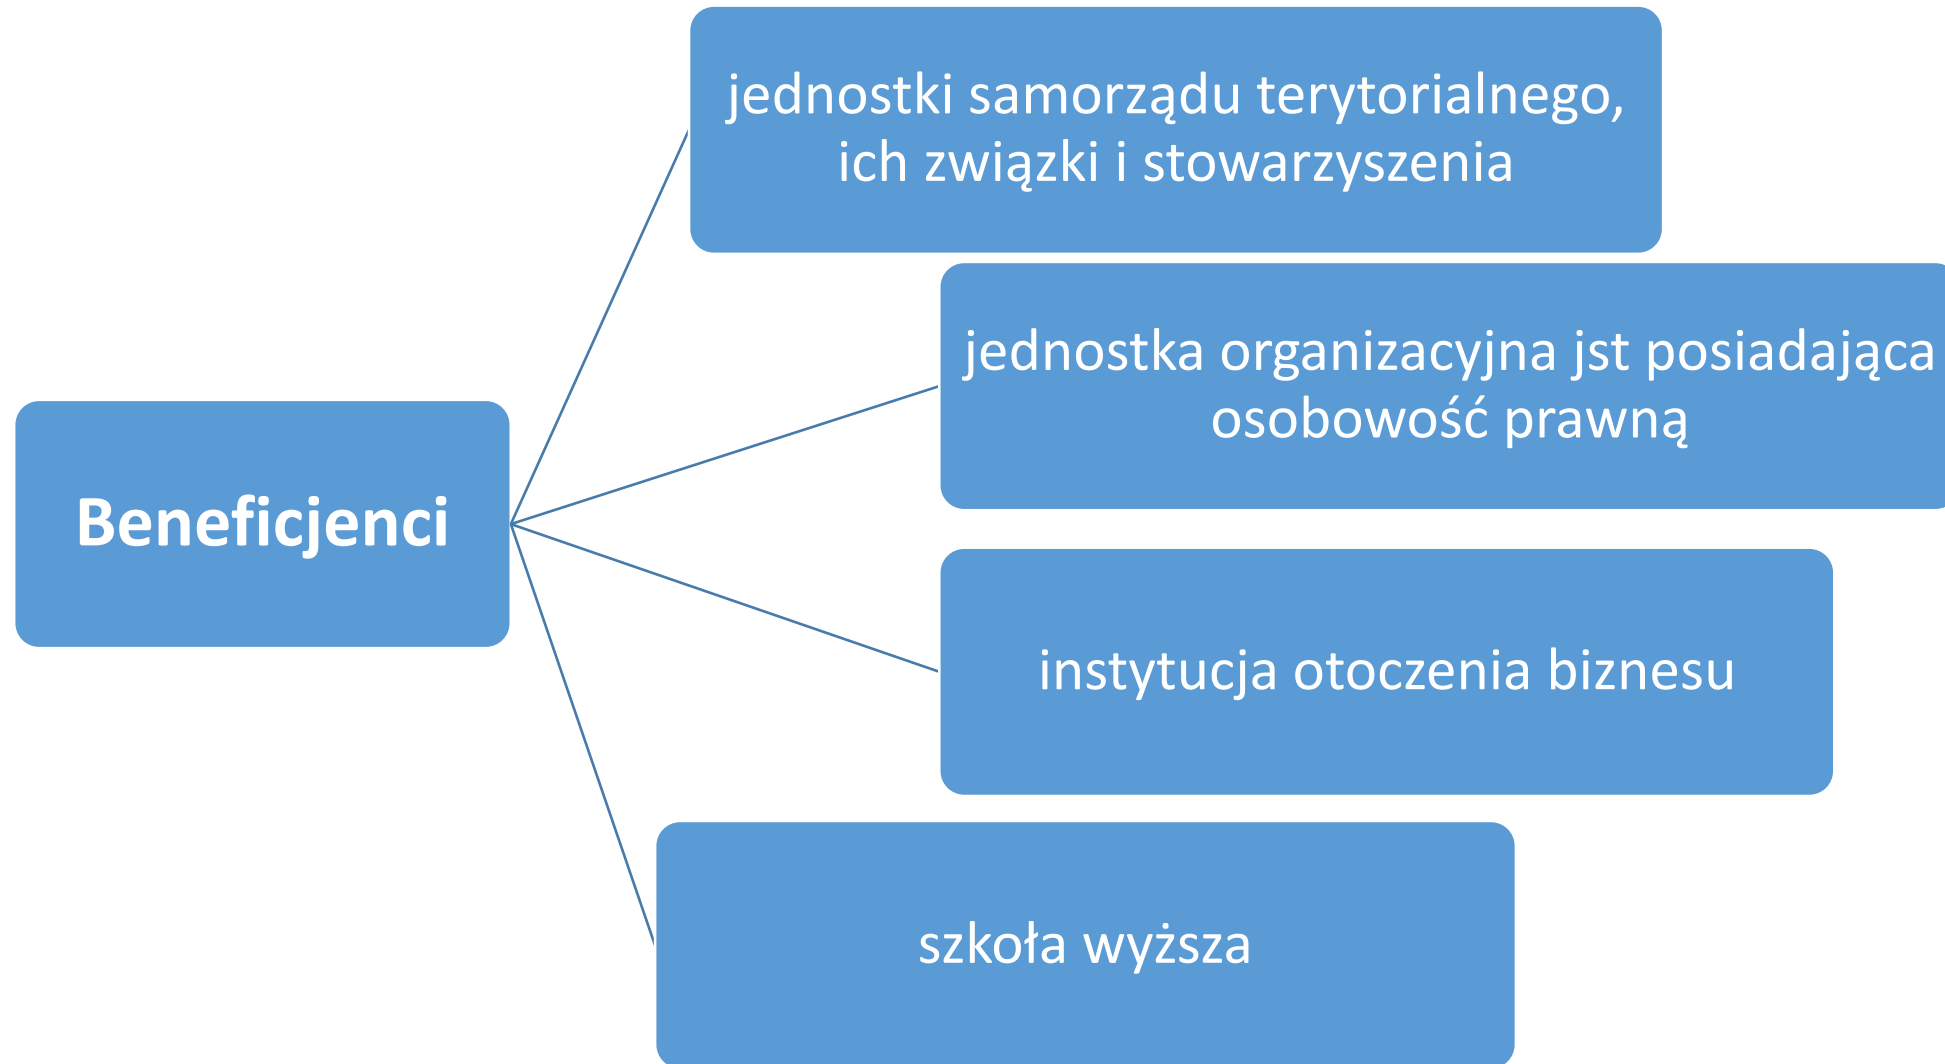 Beneficjenci
jednostki samorządu terytorialnego,
ich związki i stowarzyszenia
jednostka organizacyjna jst posiadająca
osobowość prawną
instytucja otoczenia biznesu
szkoła wyższa